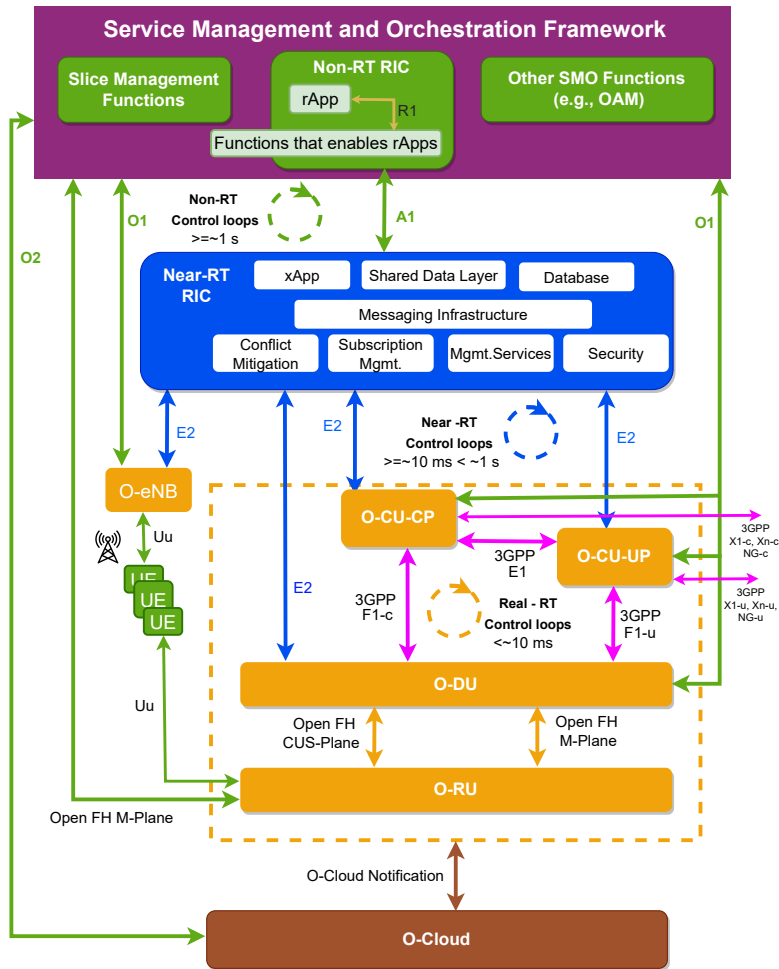 Service Management and Orchestration Framework
Slice Management
Functions
Non-RT RIC
rApp
R1
Functions that enables rApps
Other SMO Functions
(e.g., OAM)
Non-RT
Control loops
>=~1 s
A1
O1
O1
O2
Near-RT
RIC
xApp
Shared Data Layer
Database
Messaging Infrastructure
Conflict
Mitigation
Subscription
Mgmt.
Mgmt.Services
Security
E2
E2
Near -RT
Control loops
>=~10 ms < ~1 s
E2
O-eNB
O-CU-CP
3GPP
X1-c, Xn-c
NG-c
Uu
O-CU-UP
3GPP
E1
E2
UE
UE
UE
3GPP
F1-c
Real - RT
Control loops
<~10 ms
3GPP
F1-u
3GPP
X1-u, Xn-u,
NG-u
O-DU
Uu
Open FH
CUS-Plane
Open FH
M-Plane
O-RU
Open FH M-Plane
O-Cloud Notification
O-Cloud